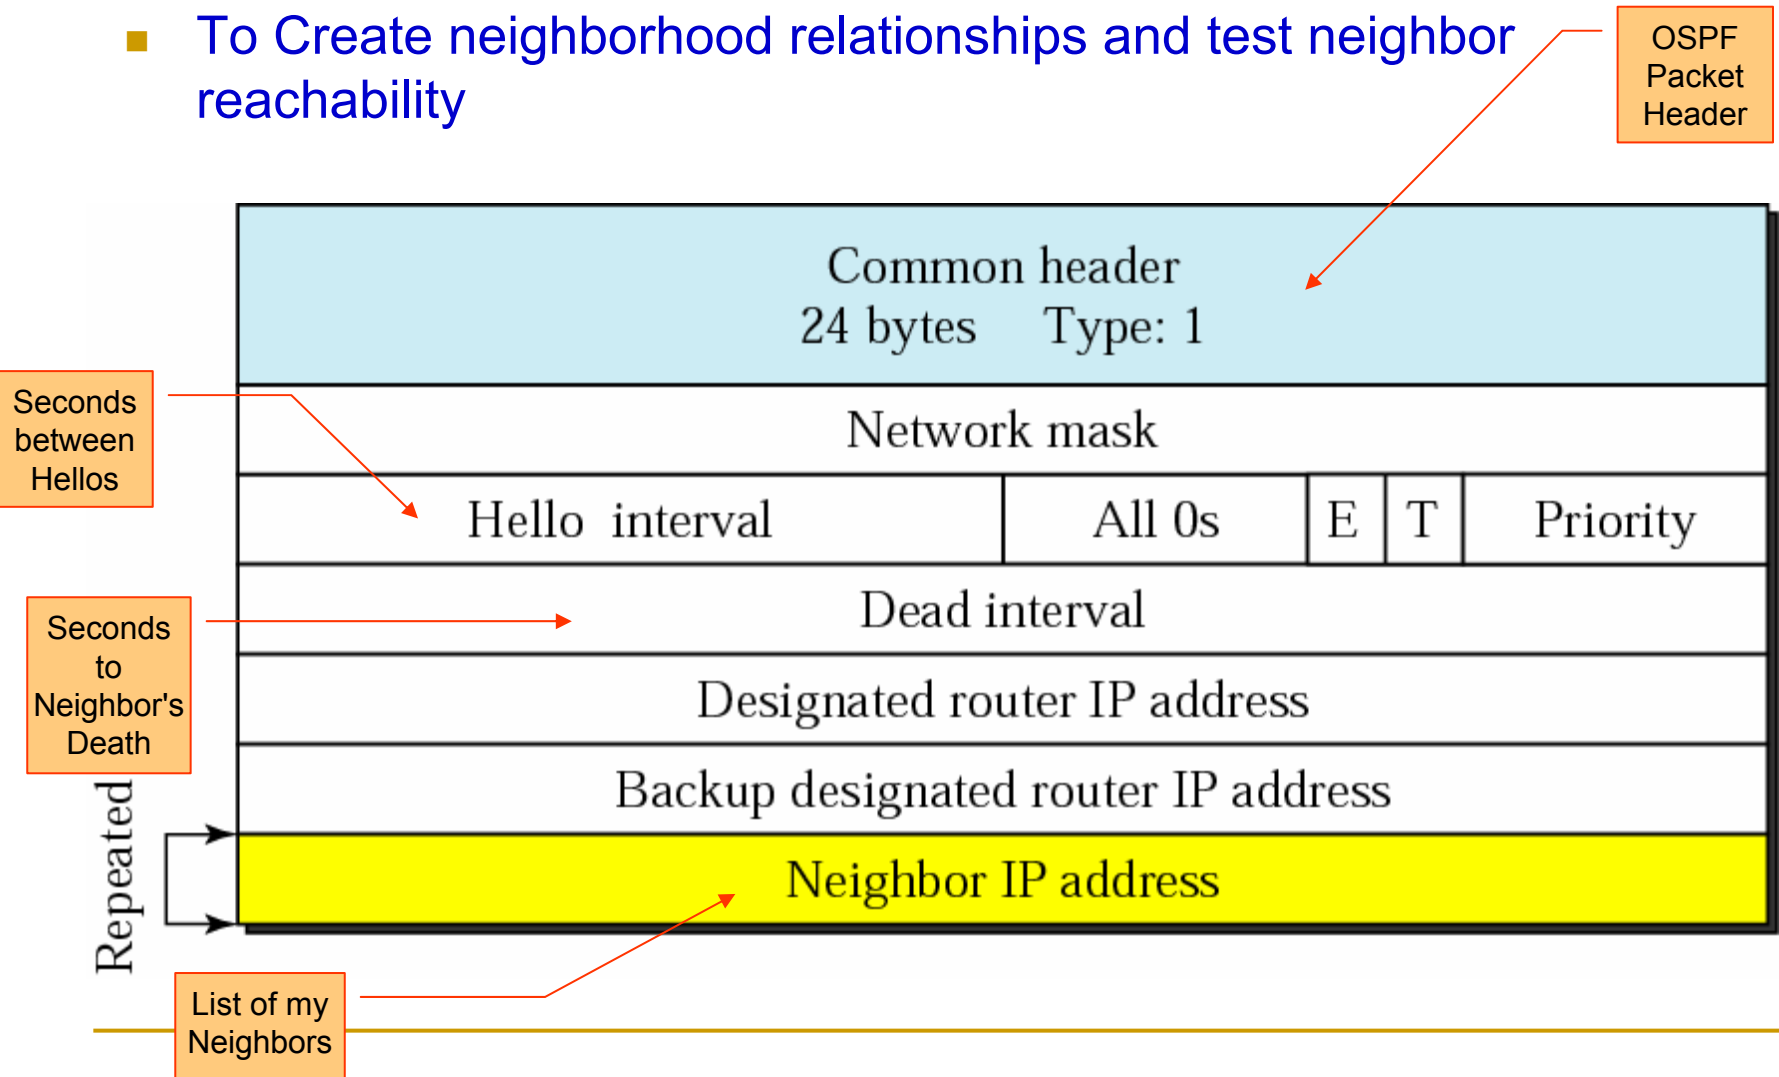 To Create neighborhood relationships and test neighbor
reachability
OSPF
Packet
Header
Common header
24 bytes Type: 1
Seconds
between
Hellos
Network mask
Hello interval All 0s E T Priority
Seconds
to
Neighbor's
Death
Dead interval
Designated router IP address
Backup designated router IP address
Repeated
Neighbor IP address
List of my
Neighbors